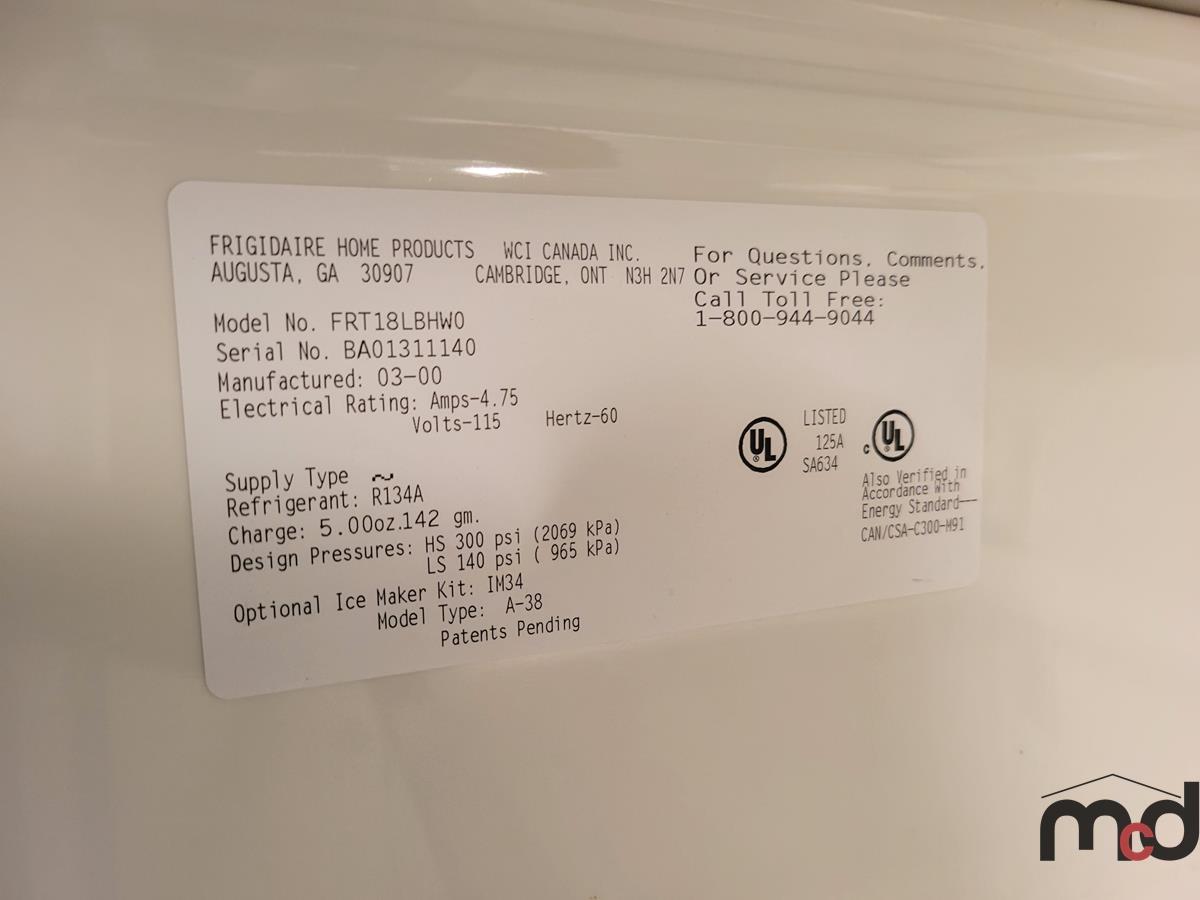 FRIGIDAIRE HOME PRODUCTS WCI CANADA INC.
AUGUSTA, GA 30907 CAMBRIDGE, ONT N3H 2N7
For Questions, Comments,
Or Service Please
Call Toll Free:
1-800-944-9044
Model No. FRT18LBHW0
Serial No. BA01311140
Manufactured: 03-00
Electrical Rating: Amps-4.75
Volts-115 Hertz-60
UL
LISTED
125A
SA634
c UL
Also Verified in
Accordance With
Energy Standard—
CAN/CSA-C300-M91
Supply Type ~
Refrigerant: R134A
Charge: 5.00oz.142 gm.
Design Pressures: HS 300 psi (2069 kPa)
LS 140 psi ( 965 kPa)
Optional Ice Maker Kit: IM34
Model Type: A-38
Patents Pending
mcd